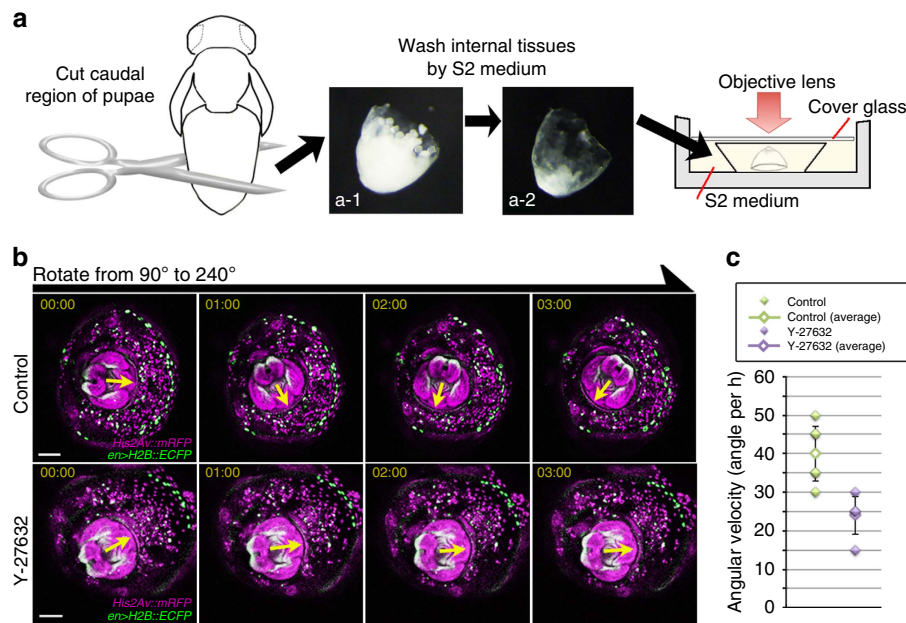 a
Cut caudal
region of pupae
Wash internal tissues
by S2 medium
a-1
a-2
Objective lens
Cover glass
S2 medium
b
Rotate from 90° to 240°
Control
00:00
01:00
02:00
03:00
His2Av::mRFP
en>H2B::ECFP
Y-27632
00:00
01:00
02:00
03:00
His2Av::mRFP
en>H2B::ECFP
c
Control
Control (average)
Y-27632
Y-27632 (average)
Angular velocity (angle per h)
60
50
40
30
20
10
0